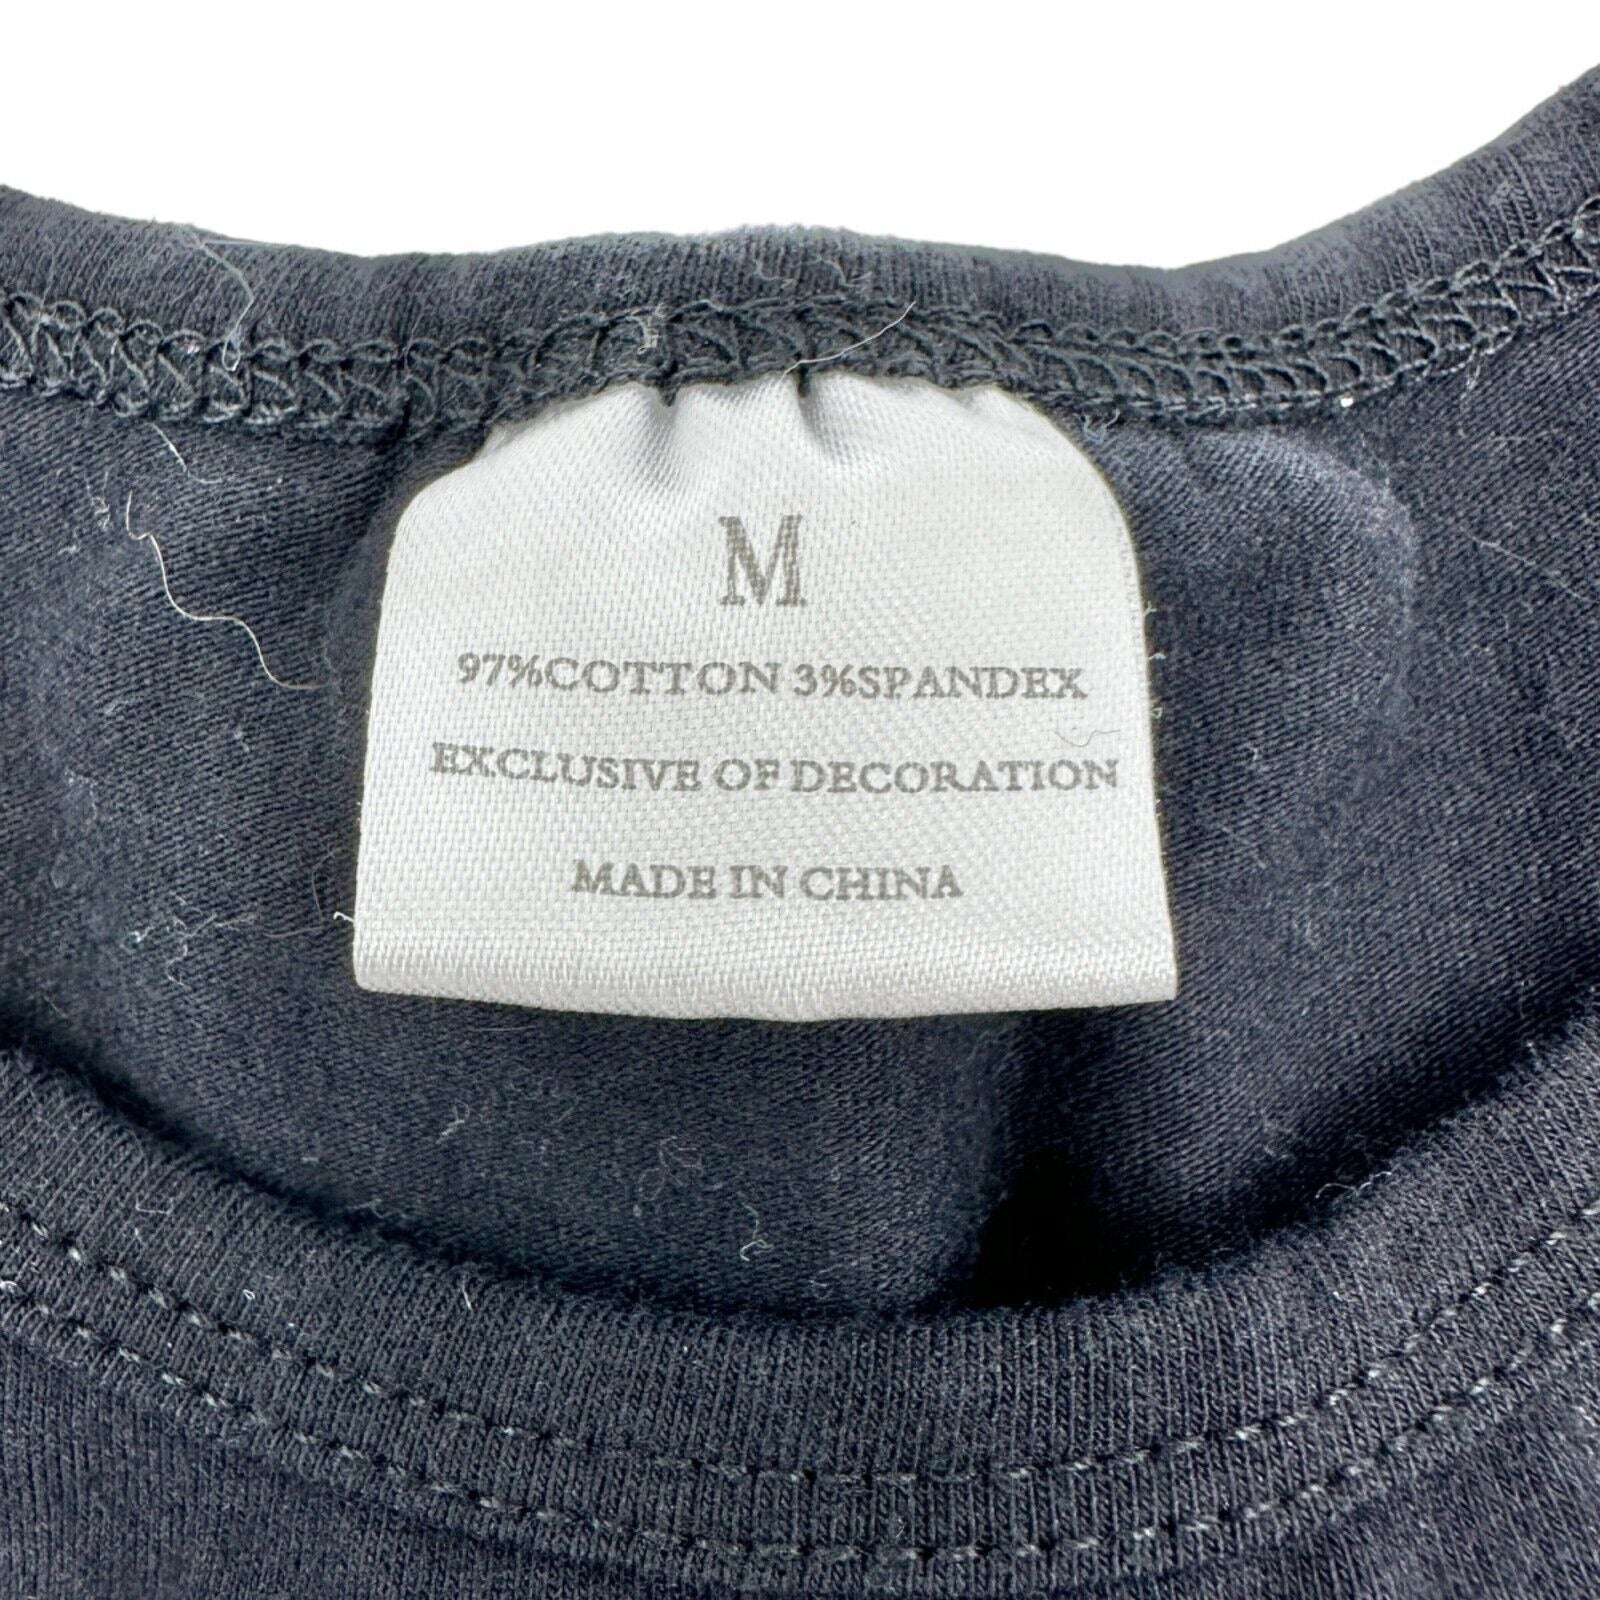 M
97%COTTON 3%SPANDEX
EXCLUSIVE OF DECORATION
MADE IN CHINA